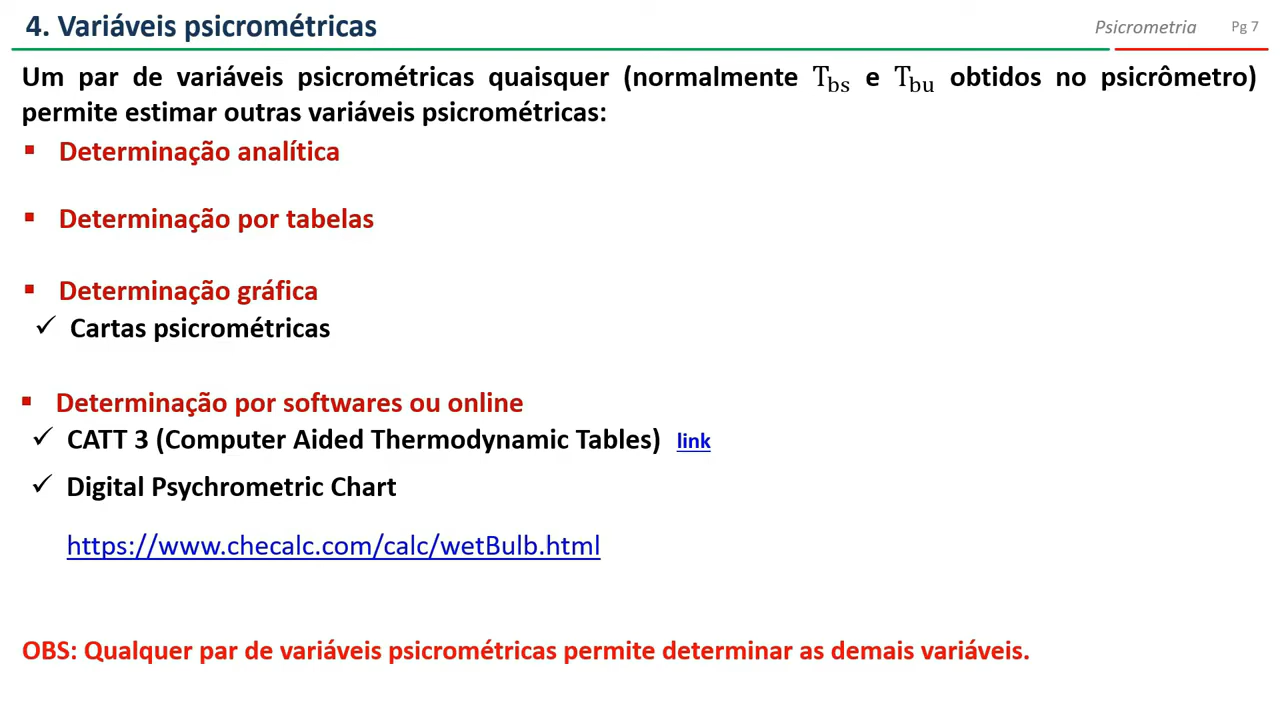 4. Variáveis psicrométricas
Psicrometria Pg 7
Um par de variáveis psicrométricas quaisquer (normalmente Tbs e Tbu obtidos no psicrômetro)
permite estimar outras variáveis psicrométricas:
▪ Determinação analítica
▪ Determinação por tabelas
▪ Determinação gráfica
✓ Cartas psicrométricas
▪ Determinação por softwares ou online
✓ CATT 3 (Computer Aided Thermodynamic Tables) link
✓ Digital Psychrometric Chart
https://www.checalc.com/calc/wetBulb.html
OBS: Qualquer par de variáveis psicrométricas permite determinar as demais variáveis.